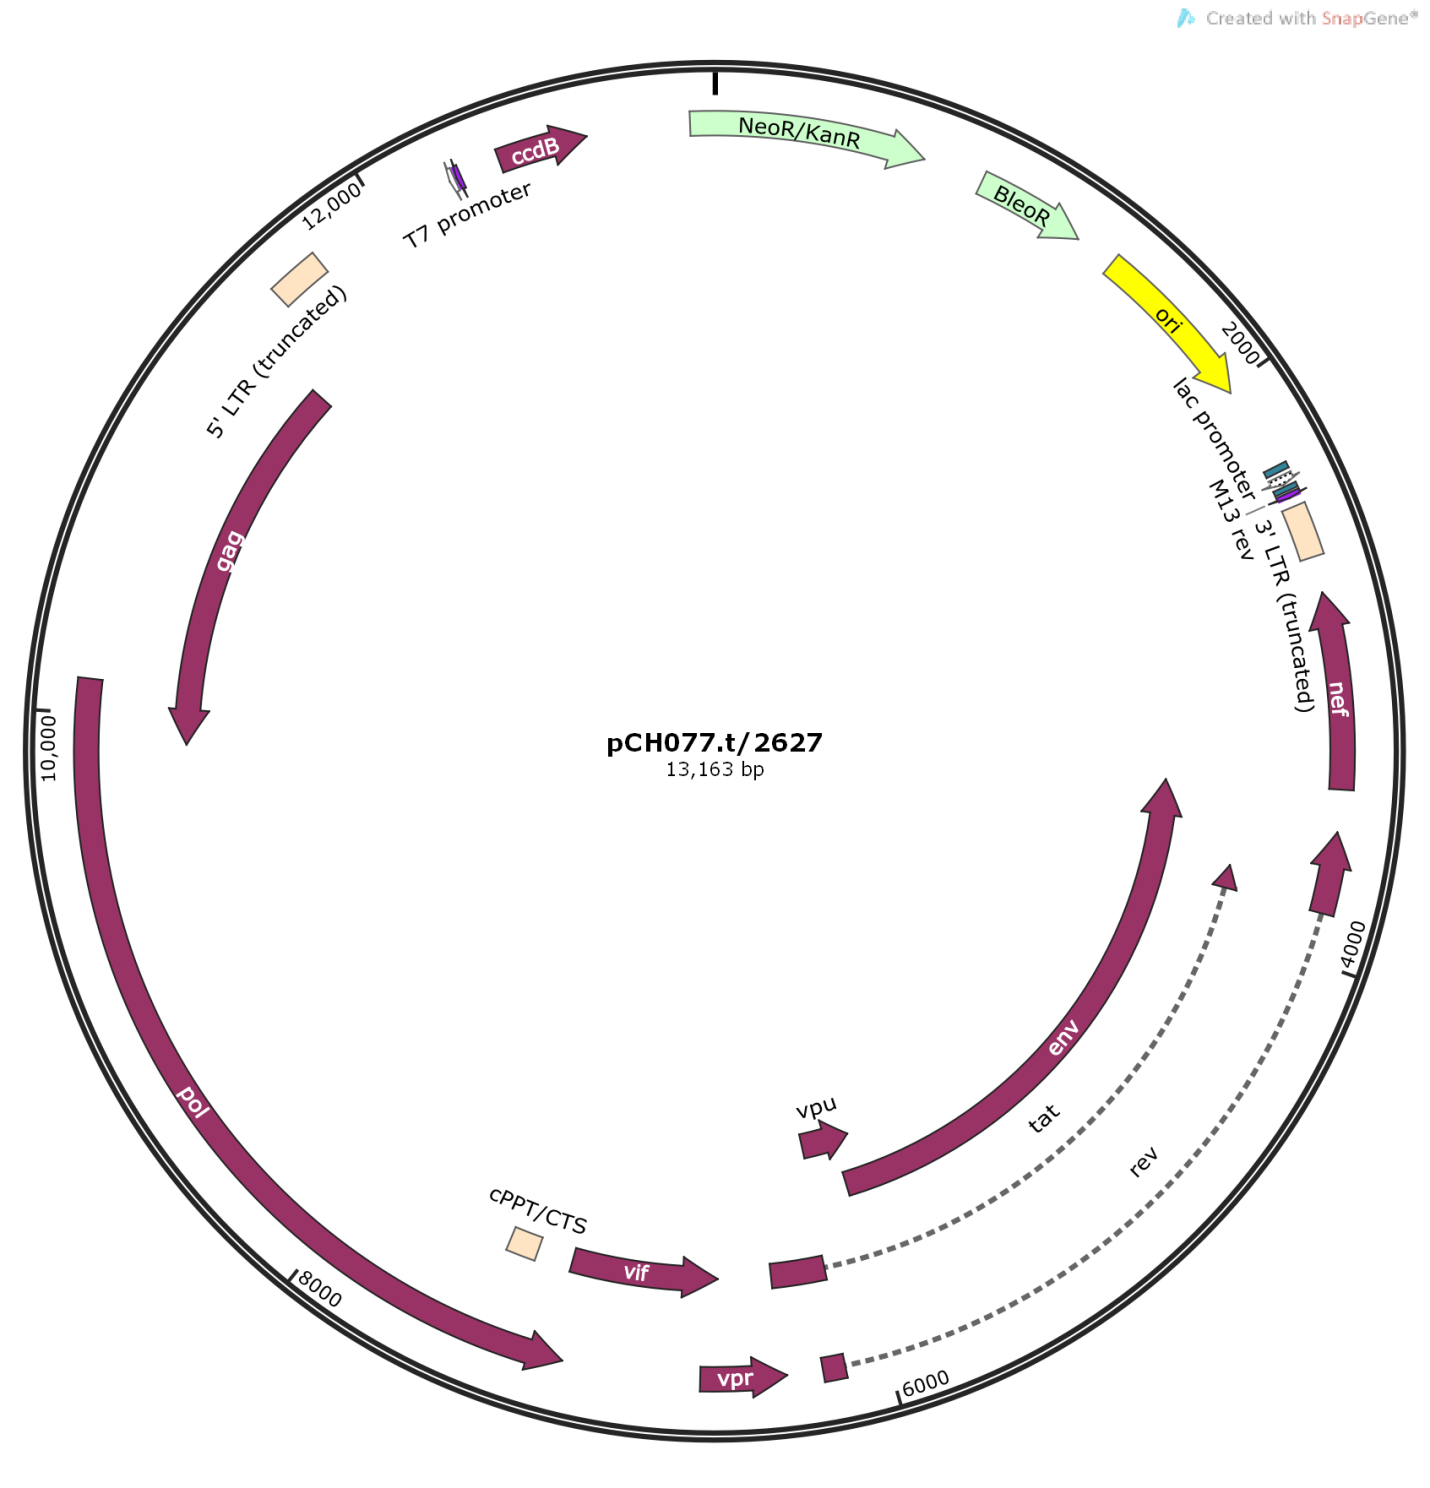 Created with SnapGene®
NeoR/KanR
BleoR
ori
2000
lac promoter
M13 rev
3' LTR (truncated)
nef
4000
env
tat
rev
6000
vpu
vpr
vif
cPPT/CTS
8000
pol
10,000
gag
5' LTR (truncated)
12,000
T7 promoter
ccdB
pCH077.t/2627
13,163 bp